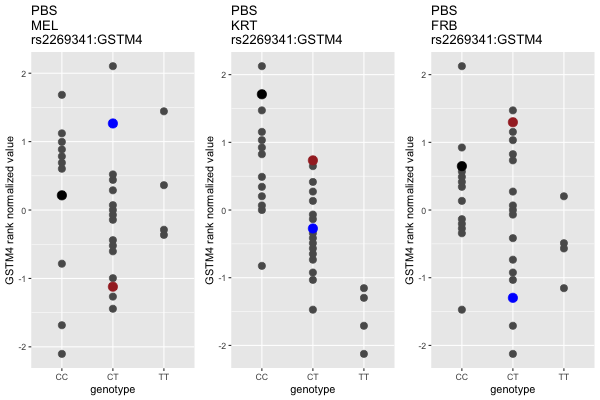 PBS
MEL
rs2269341:GSTM4
GSTM4 rank normalized value
2
1
0
-1
-2
CC CT TT
genotype
PBS
KRT
rs2269341:GSTM4
GSTM4 rank normalized value
2
1
0
-1
-2
CC CT TT
genotype
PBS
FRB
rs2269341:GSTM4
GSTM4 rank normalized value
2
1
0
-1
-2
CC CT TT
genotype